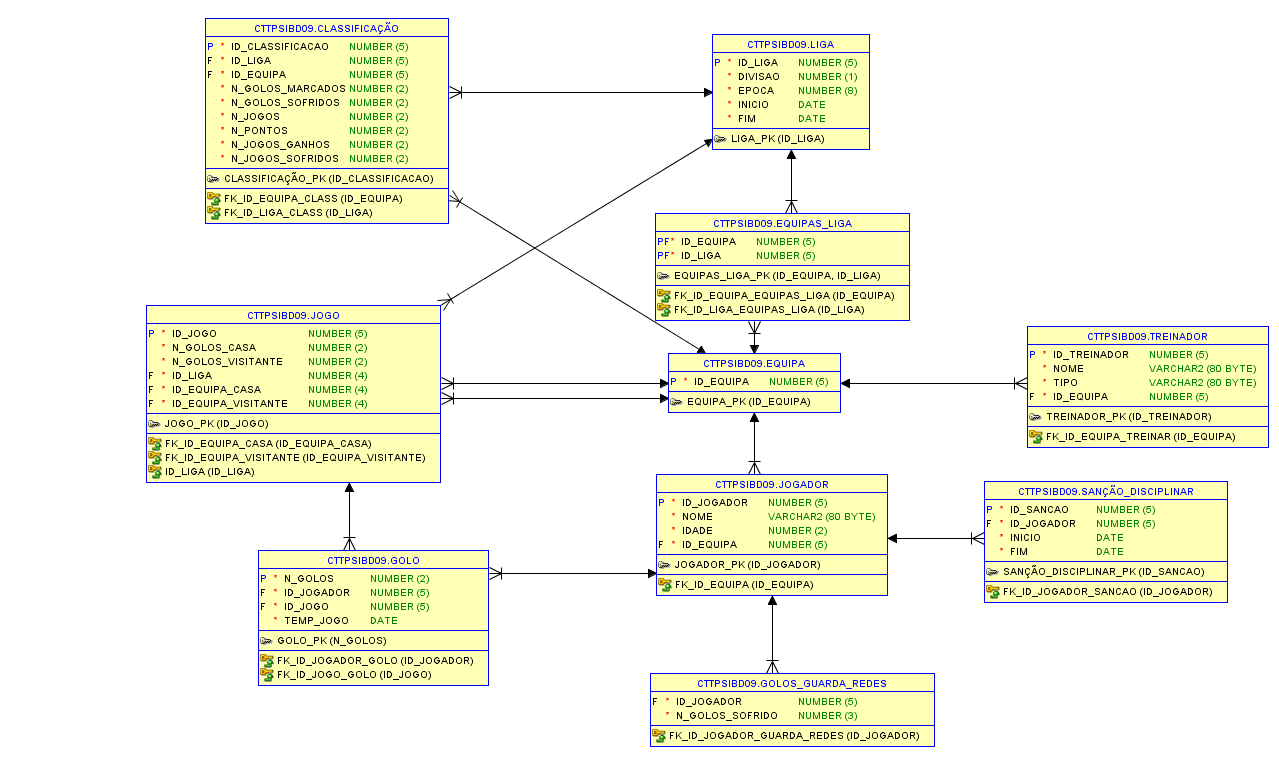 CTTPSIBD09.CLASSIFICAÇÃO
P * ID_CLASSIFICACAO NUMBER (5)
F * ID_LIGA NUMBER (5)
F * ID_EQUIPA NUMBER (5)
* N_GOLOS_MARCADOS NUMBER (2)
* N_GOLOS_SOFRIDOS NUMBER (2)
* N_JOGOS NUMBER (2)
* N_PONTOS NUMBER (2)
* N_JOGOS_GANHOS NUMBER (2)
* N_JOGOS_SOFRIDOS NUMBER (2)
CLASSIFICAÇÃO_PK (ID_CLASSIFICACAO)
FK_ID_EQUIPA_CLASS (ID_EQUIPA)
FK_ID_LIGA_CLASS (ID_LIGA)
CTTPSIBD09.LIGA
P * ID_LIGA NUMBER (5)
* DIVISAO NUMBER (1)
* EPOCA NUMBER (8)
* INICIO DATE
* FIM DATE
LIGA_PK (ID_LIGA)
CTTPSIBD09.EQUIPAS_LIGA
PF* ID_EQUIPA NUMBER (5)
PF* ID_LIGA NUMBER (5)
EQUIPAS_LIGA_PK (ID_EQUIPA, ID_LIGA)
FK_ID_EQUIPA_EQUIPAS_LIGA (ID_EQUIPA)
FK_ID_LIGA_EQUIPAS_LIGA (ID_LIGA)
CTTPSIBD09.JOGO
P * ID_JOGO NUMBER (5)
* N_GOLOS_CASA NUMBER (2)
* N_GOLOS_VISITANTE NUMBER (2)
F * ID_LIGA NUMBER (4)
F * ID_EQUIPA_CASA NUMBER (4)
F * ID_EQUIPA_VISITANTE NUMBER (4)
JOGO_PK (ID_JOGO)
FK_ID_EQUIPA_CASA (ID_EQUIPA_CASA)
FK_ID_EQUIPA_VISITANTE (ID_EQUIPA_VISITANTE)
ID_LIGA (ID_LIGA)
CTTPSIBD09.EQUIPA
P * ID_EQUIPA NUMBER (5)
EQUIPA_PK (ID_EQUIPA)
CTTPSIBD09.TREINADOR
P * ID_TREINADOR NUMBER (5)
* NOME VARCHAR2 (80 BYTE)
* TIPO VARCHAR2 (80 BYTE)
F * ID_EQUIPA NUMBER (5)
TREINADOR_PK (ID_TREINADOR)
FK_ID_EQUIPA_TREINAR (ID_EQUIPA)
CTTPSIBD09.JOGADOR
P * ID_JOGADOR NUMBER (5)
* NOME VARCHAR2 (80 BYTE)
* IDADE NUMBER (2)
F * ID_EQUIPA NUMBER (5)
JOGADOR_PK (ID_JOGADOR)
FK_ID_EQUIPA (ID_EQUIPA)
CTTPSIBD09.SANÇÃO_DISCIPLINAR
P * ID_SANCAO NUMBER (5)
F * ID_JOGADOR NUMBER (5)
* INICIO DATE
* FIM DATE
SANÇÃO_DISCIPLINAR_PK (ID_SANCAO)
FK_ID_JOGADOR_SANCAO (ID_JOGADOR)
CTTPSIBD09.GOLO
P * N_GOLOS NUMBER (2)
F * ID_JOGADOR NUMBER (5)
F * ID_JOGO NUMBER (5)
* TEMP_JOGO DATE
GOLO_PK (N_GOLOS)
FK_ID_JOGADOR_GOLO (ID_JOGADOR)
FK_ID_JOGO_GOLO (ID_JOGO)
CTTPSIBD09.GOLOS_GUARDA_REDES
F * ID_JOGADOR NUMBER (5)
* N_GOLOS_SOFRIDO NUMBER (3)
FK_ID_JOGADOR_GUARDA_REDES (ID_JOGADOR)